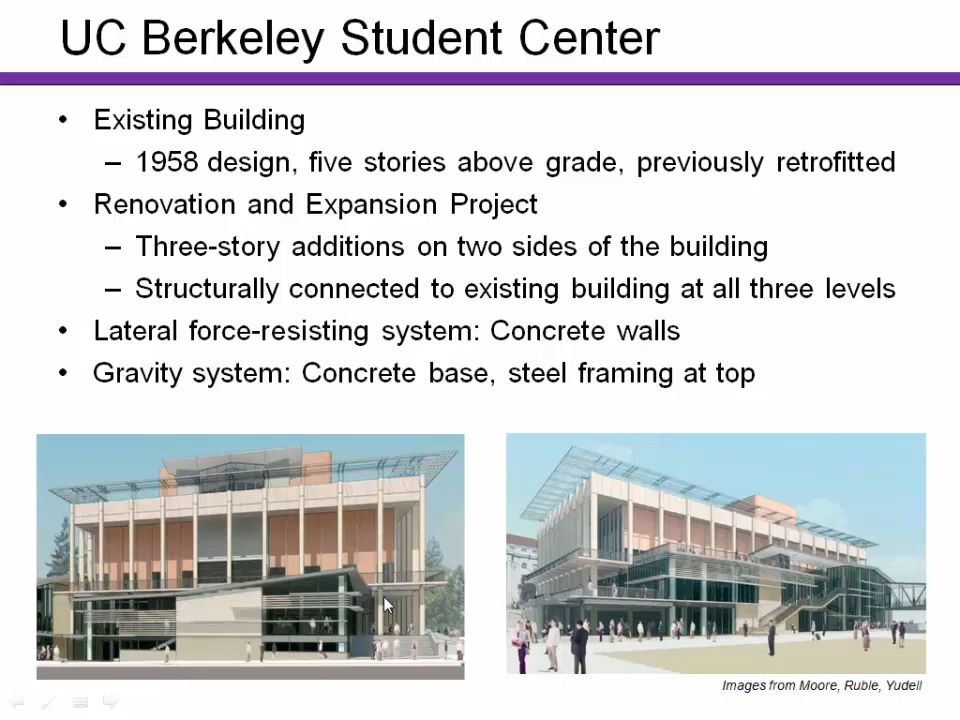 UC Berkeley Student Center
• Existing Building
– 1958 design, five stories above grade, previously retrofitted
• Renovation and Expansion Project
– Three-story additions on two sides of the building
– Structurally connected to existing building at all three levels
• Lateral force-resisting system: Concrete walls
• Gravity system: Concrete base, steel framing at top
Images from Moore, Ruble, Yudell